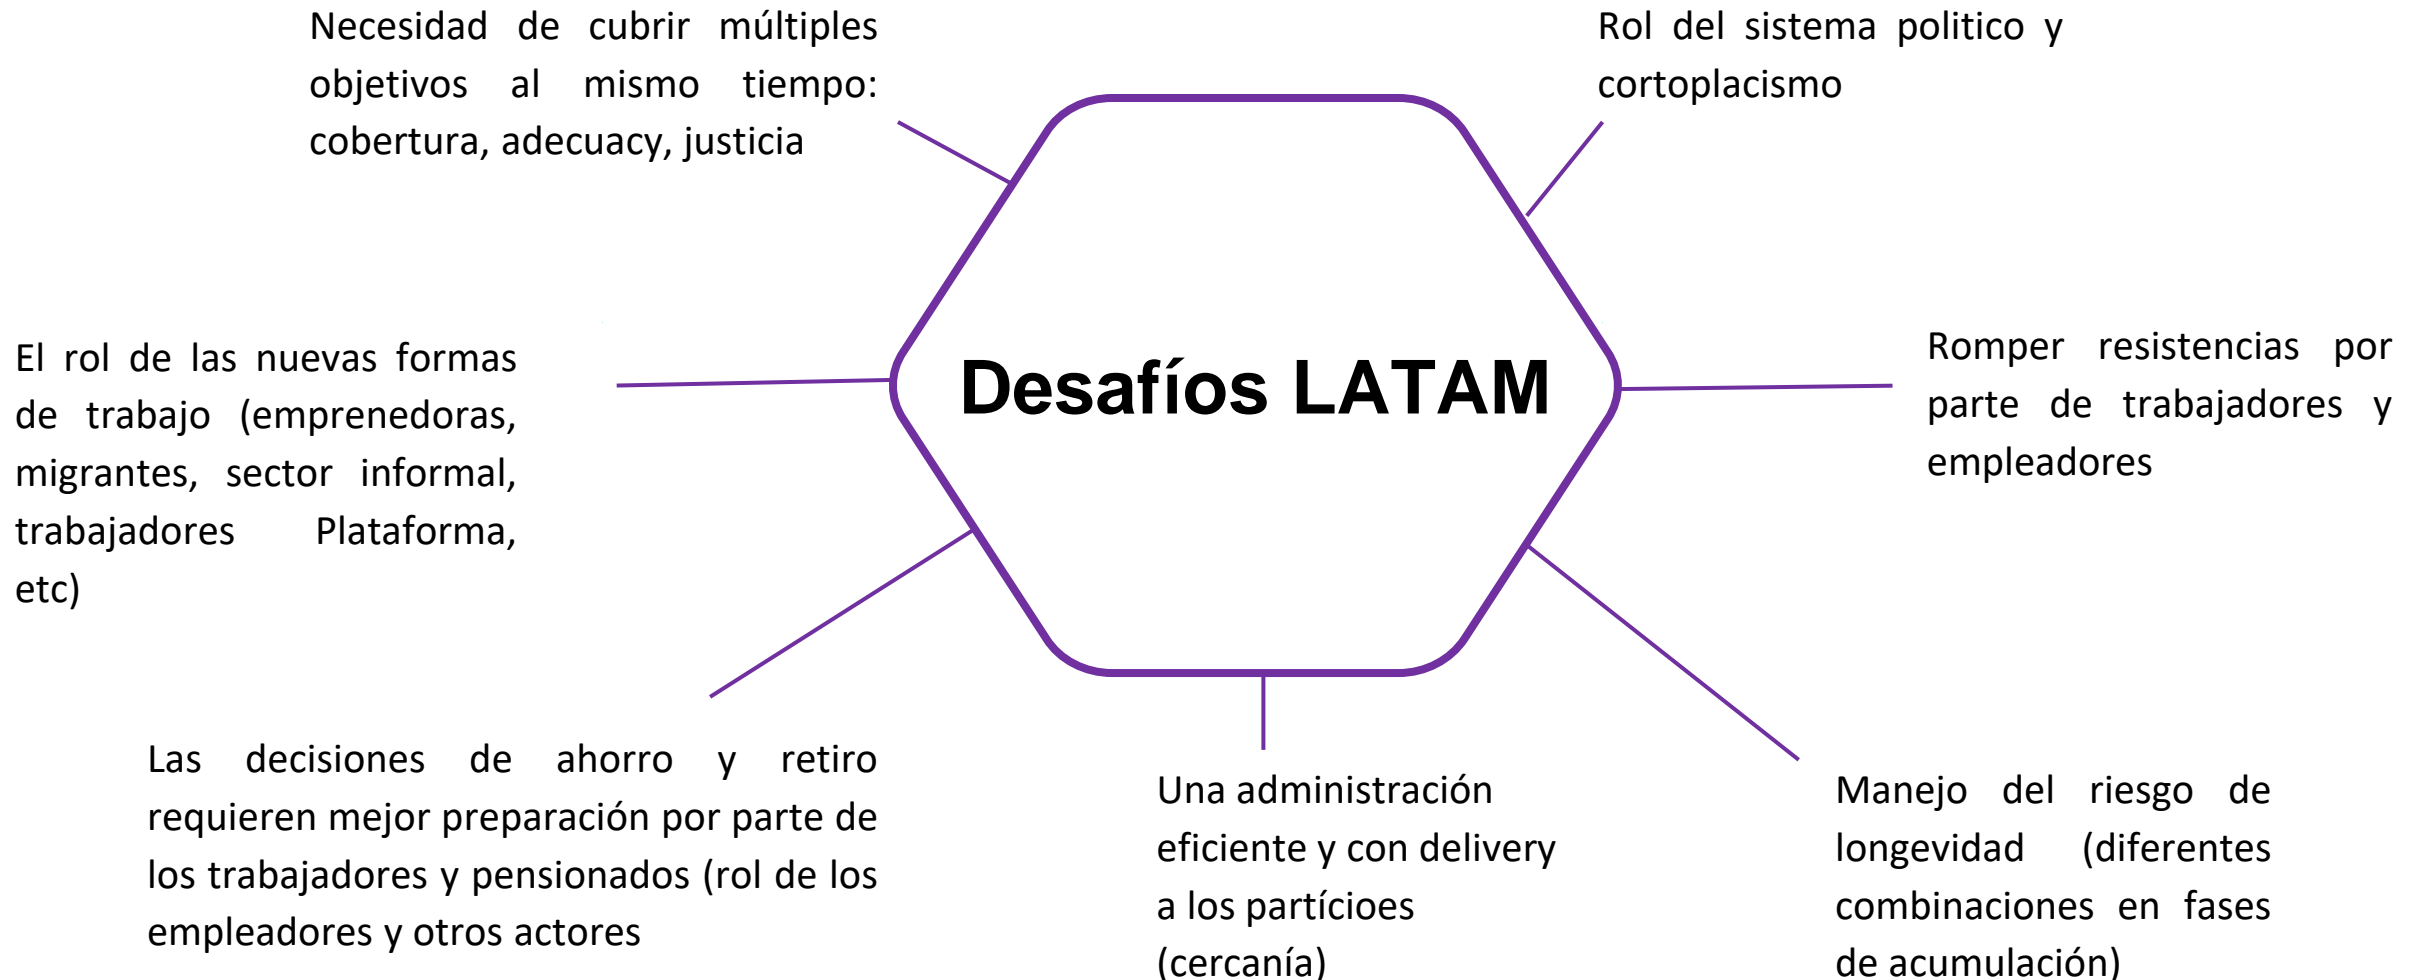 Necesidad de cubrir múltiples
objetivos al mismo tiempo:
cobertura, adecuacy, justicia
Rol del sistema politico y
cortoplacismo
El rol de las nuevas formas
de trabajo (emprenedoras,
migrantes, sector informal,
trabajadores Plataforma,
etc)
Desafíos LATAM
Romper resistencias por
parte de trabajadores y
empleadores
Las decisiones de ahorro y retiro
requieren mejor preparación por parte de
los trabajadores y pensionados (rol de los
empleadores y otros actores
Una administración
eficiente y con delivery
a los partícioes
(cercanía)
Manejo del riesgo de
longevidad (diferentes
combinaciones en fases
de acumulación)